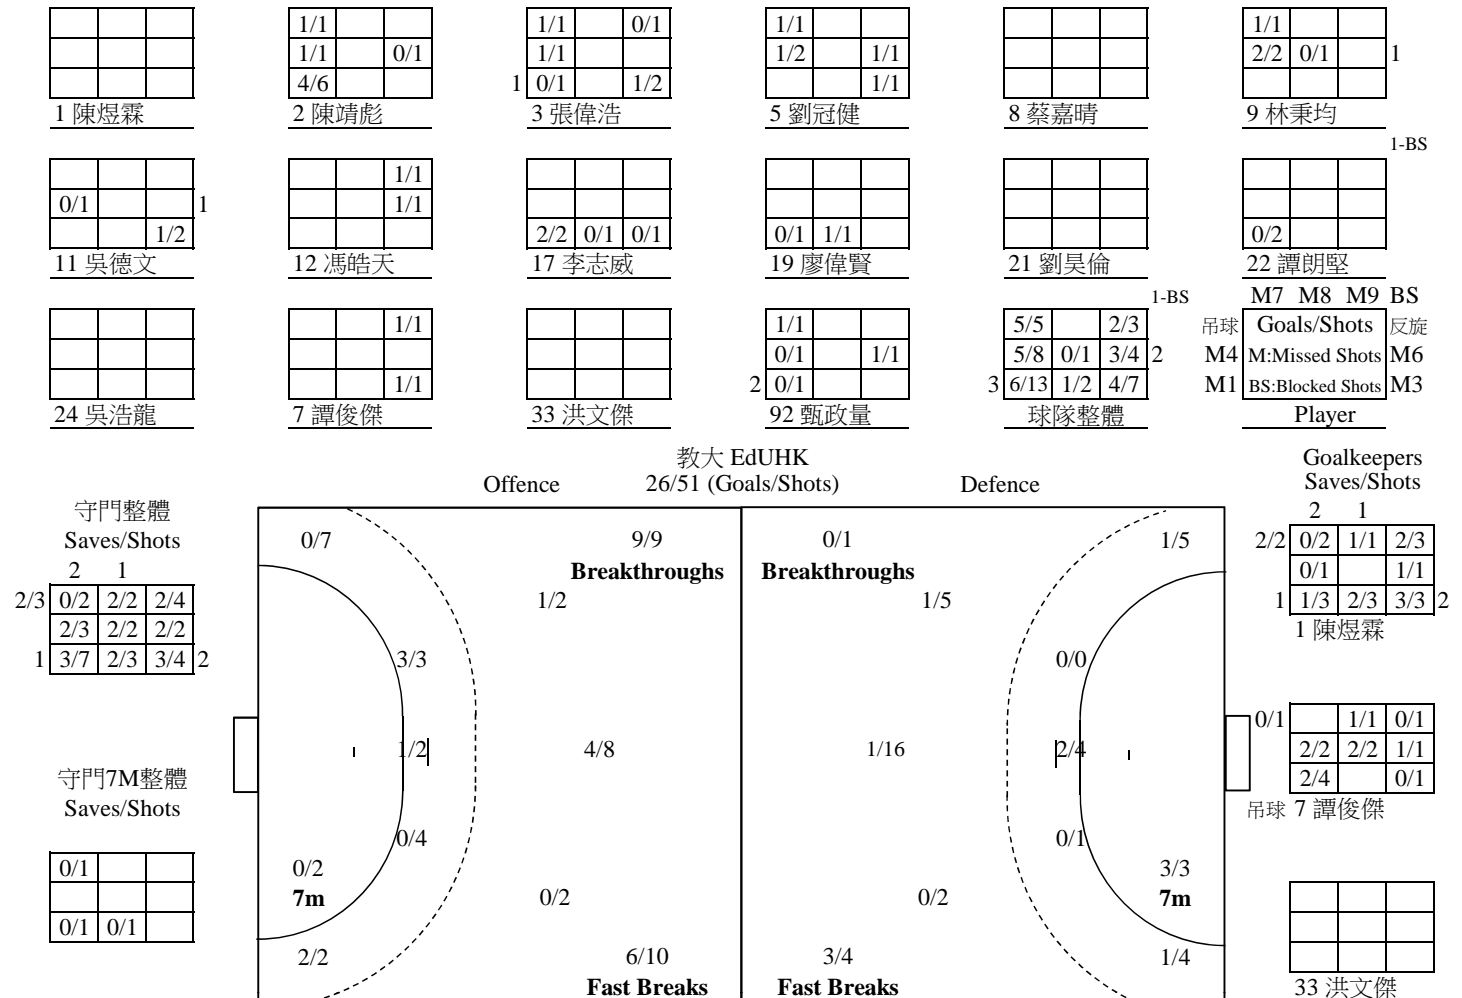 1/1 1/1 0/1 1/1 1/1
1/1 0/1 1/1 1/2 1/1 2/2 0/1 1
4/6 1 0/1 1/2 1/1
1 陳煜霖 2 陳靖彪 3 張偉浩 5 劉冠健 8 蔡嘉晴 9 林秉均
1-BS
1/1
0/1 1 1/1
1/2 2/2 0/1 0/1 0/1 1/1 0/2
11 吳德文 12 馮皓天 17 李志威 19 廖偉賢 21 劉昊倫 22 譚朗堅
1-BS M7 M8 M9 BS
1/1 1/1 5/5 2/3 吊球 Goals/Shots 反旋
0/1 1/1 5/8 0/1 3/4 2 M4 M:Missed Shots M6
1/1 2 0/1 3 6/13 1/2 4/7 M1 BS:Blocked Shots M3
24 吳浩龍 7 譚俊傑 33 洪文傑 92 甄政量 球隊整體 Player
教大 EdUHK
Offence 26/51 (Goals/Shots) Defence
守門整體
Saves/Shots
2 1
2/3 0/2 2/2 2/4
2/3 2/2 2/2
1 3/7 2/3 3/4 2
守門7M整體
Saves/Shots
0/1
0/1 0/1
0/7 9/9
Breakthroughs
1/2
3/3
1/2 4/8
0/4
0/2
7m
0/2
2/2 6/10
Fast Breaks
0/1 1/5
Breakthroughs
1/5
0/0
1/16 2/4
0/1
3/3
7m
0/2
3/4 1/4
Fast Breaks
Goalkeepers
Saves/Shots
2 1
2/2 0/2 1/1 2/3
0/1 1/1
1 1/3 2/3 3/3 2
1 陳煜霖
0/1 1/1 0/1
2/2 2/2 1/1
2/4 0/1
吊球 7 譚俊傑
33 洪文傑